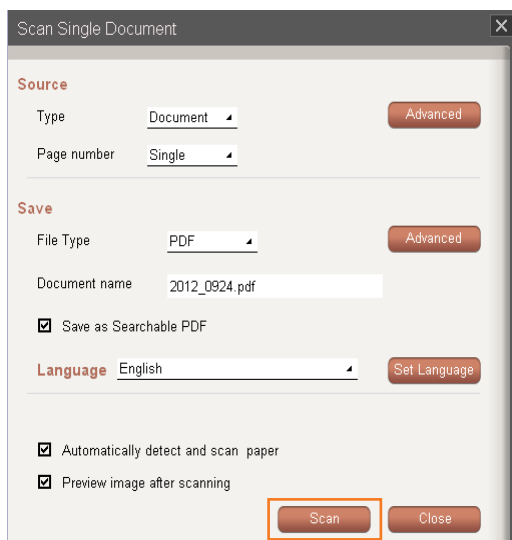 Scan Single Document
Source
Type Document Advanced
Page number Single
Save
File Type PDF Advanced
Document name 2012_0924.pdf
Save as Searchable PDF
Language English Set Language
Automatically detect and scan paper
Preview image after scanning
Scan Close